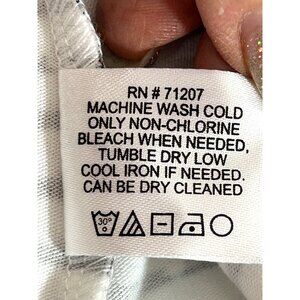 RN # 71207
MACHINE WASH COLD
ONLY NON-CHLORINE
BLEACH WHEN NEEDED,
TUMBLE DRY LOW
COOL IRON IF NEEDED.
CAN BE DRY CLEANED
30°